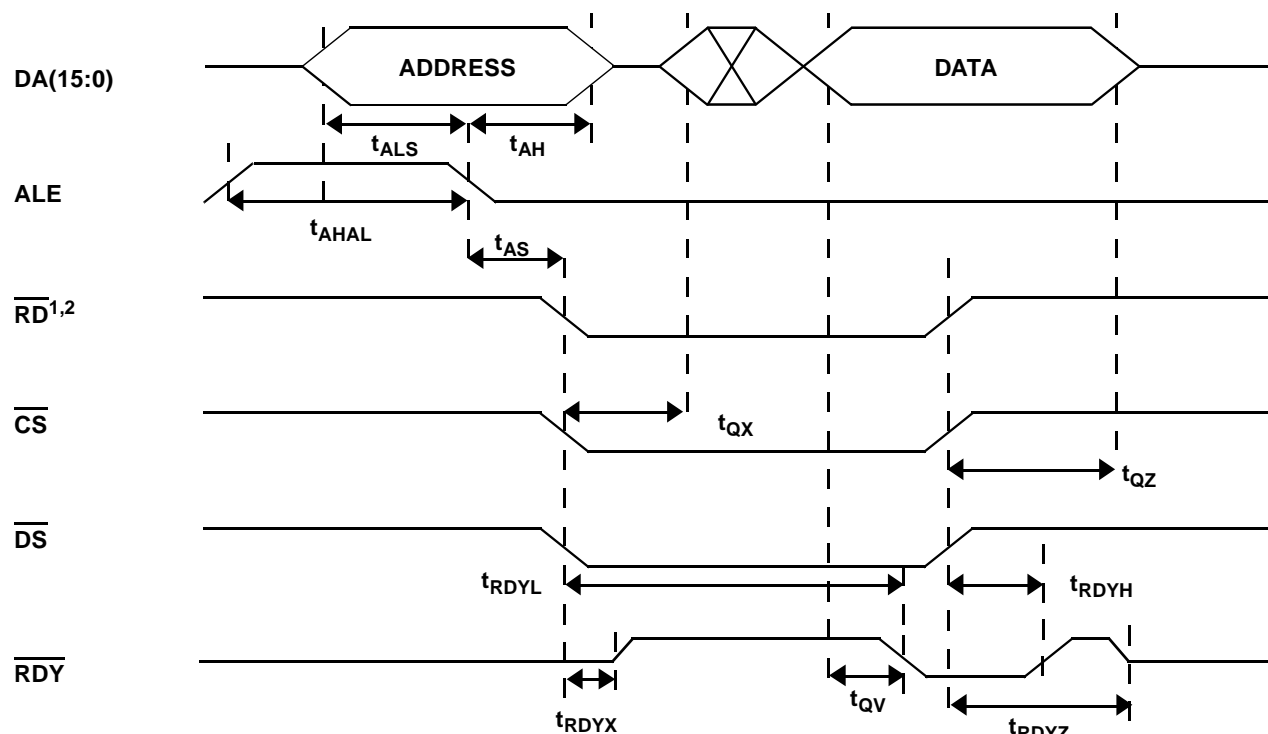 DA(15:0)
ADDRESS
DATA
tALS
tAH
ALE
tAHAL
tAS
RD1,2
CS
tQX
tQZ
DS
tRDYL
tRDYH
RDY
tRDYX
tQV
tRDYZ